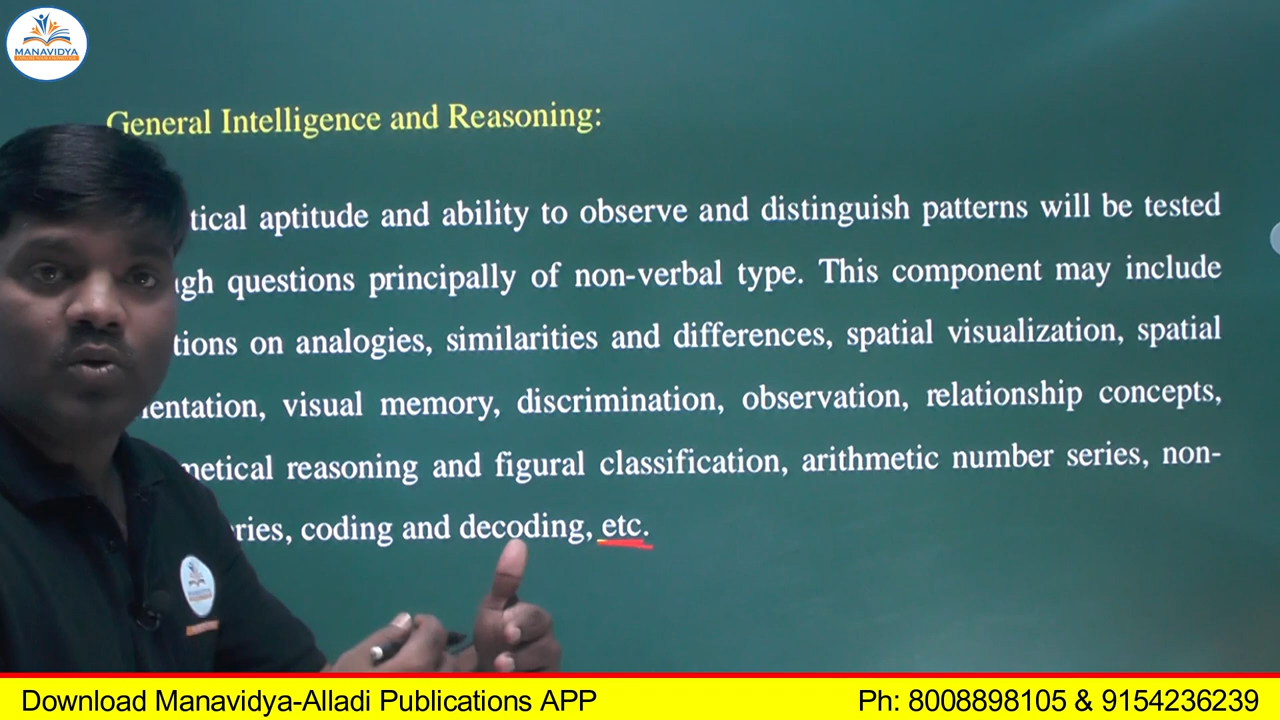 MANAVIDYA
General Intelligence and Reasoning:
tical aptitude and ability to observe and distinguish patterns will be tested
gh questions principally of non-verbal type. This component may include
tions on analogies, similarities and differences, spatial visualization, spatial
entation, visual memory, discrimination, observation, relationship concepts,
metical reasoning and figural classification, arithmetic number series, non-
ries, coding and decoding, etc.
Download Manavidya-Alladi Publications APP
Ph: 8008898105 & 9154236239